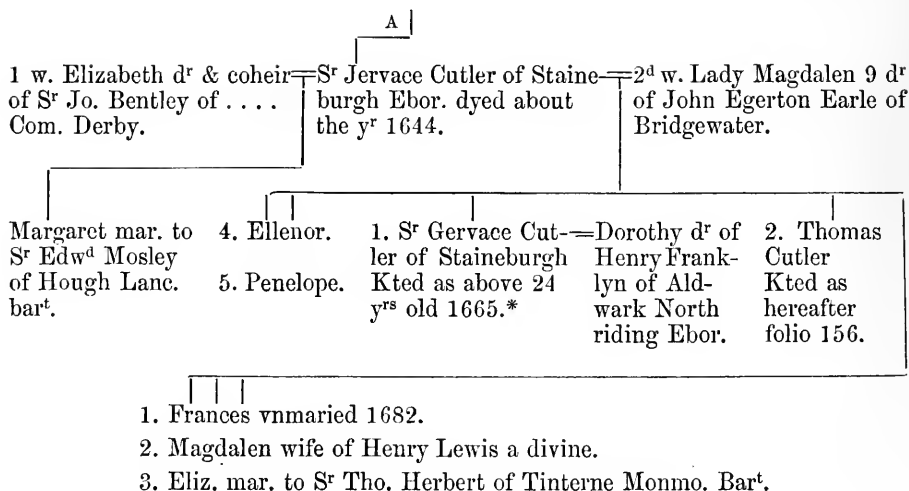 A
1 w. Elizabeth dʳ & coheir
of Sʳ Jo. Bentley of . . . .
Com. Derby.
Sʳ Jervace Cutler of Staine-
burgh Ebor. dyed about
the yʳ 1644.
2ᵈ w. Lady Magdalen 9 dʳ
of John Egerton Earle of
Bridgewater.
Margaret mar. to
Sʳ Edwᵈ Mosley
of Hough Lanc.
barᵗ.
4. Ellenor.
5. Penelope.
1. Sʳ Gervace Cut-
ler of Staineburgh
Kted as above 24
yʳˢ old 1665.*
Dorothy dʳ of
Henry Frank-
lyn of Ald-
wark North
riding Ebor.
2. Thomas
Cutler
Kted as
hereafter
folio 156.
1. Frances vnmaried 1682.
2. Magdalen wife of Henry Lewis a divine.
3. Eliz. mar. to Sʳ Tho. Herbert of Tinterne Monmo. Barᵗ.